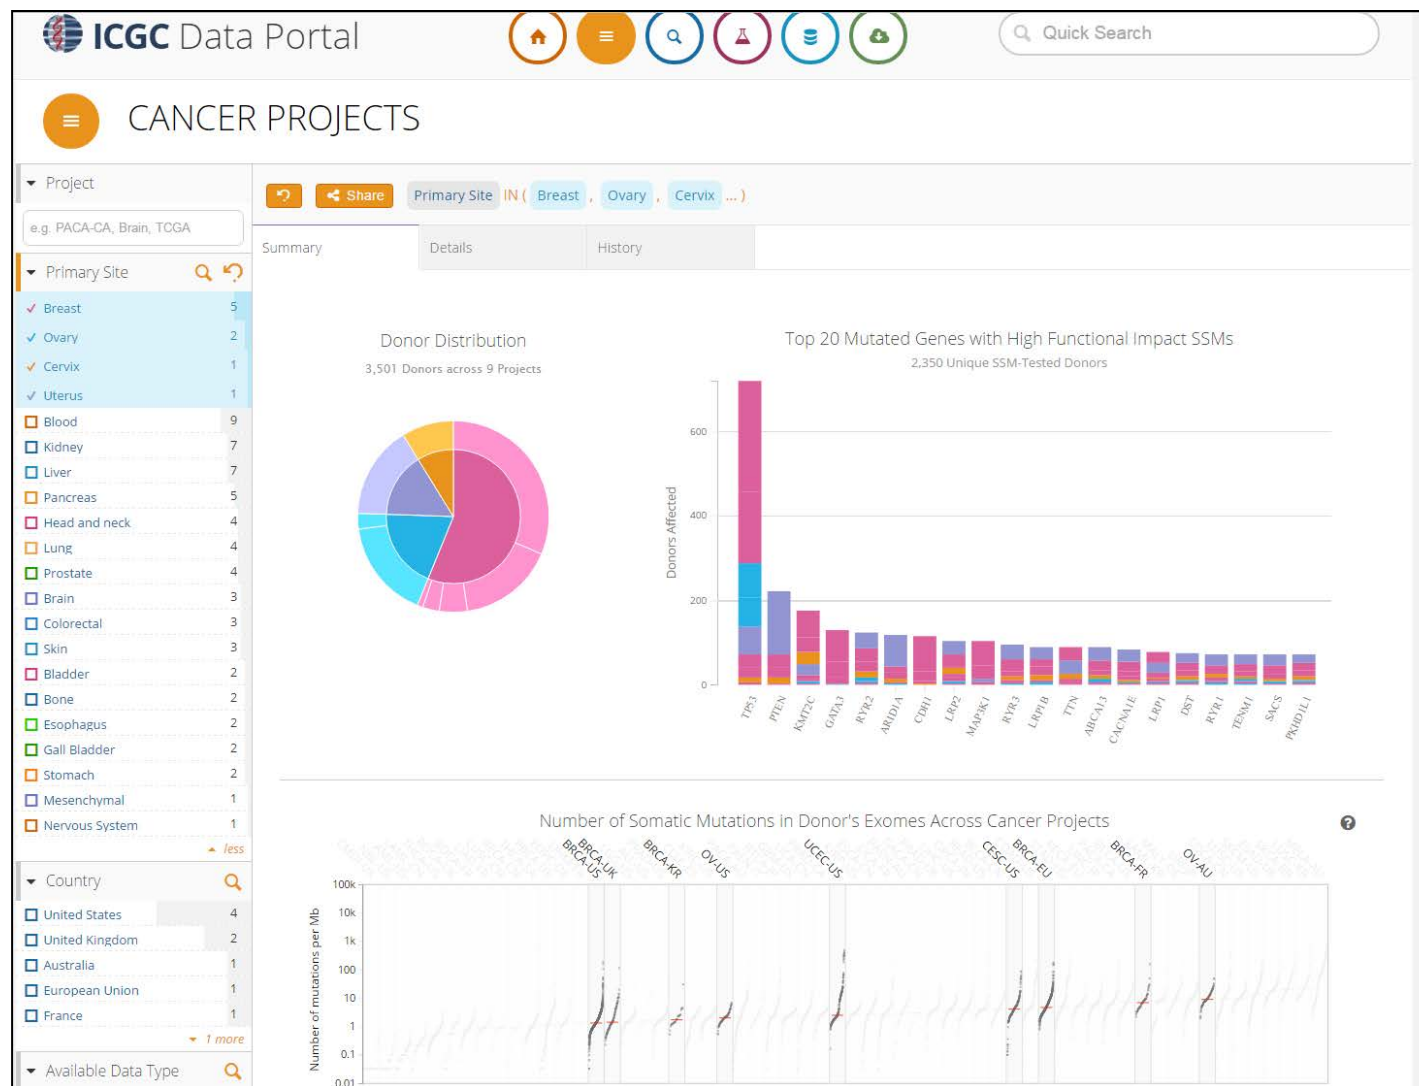 ICGC Data Portal
Quick Search
CANCER PROJECTS
Project
e.g. PACA-CA, Brain, TCGA
Primary Site
Breast 5
Ovary 2
Cervix 1
Uterus 1
Blood 9
Kidney 7
Liver 7
Pancreas 5
Head and neck 4
Lung 4
Prostate 4
Brain 3
Colorectal 3
Skin 3
Bladder 2
Bone 2
Esophagus 2
Gall Bladder 2
Stomach 2
Mesenchymal 1
Nervous System 1
less
Country
United States 4
United Kingdom 2
Australia 1
European Union 1
France 1
1 more
Available Data Type
Share
Primary Site IN ( Breast , Ovary , Cervix ... )
Summary Details History
Donor Distribution
3,501 Donors across 9 Projects
Top 20 Mutated Genes with High Functional Impact SSMs
2,350 Unique SSM-Tested Donors
Donors Affected
600
400
200
0
TP53 PTEN KMT2C GATA3 RYR2 ARID1A CDH1 LRP2 MAP3K1 RYR3 LRP1B TTN ABCA13 CACNA1E LRP1 DST RYR1 TENM1 SACS PKHD1L1
Number of Somatic Mutations in Donor's Exomes Across Cancer Projects
?
BRCA-US BRCA-UK BRCA-KR OV-US UCEC-US CESC-US BRCA-EU BRCA-FR OV-AU
Number of mutations per Mb
100k
10k
1k
100
10
1
0.1
0.01